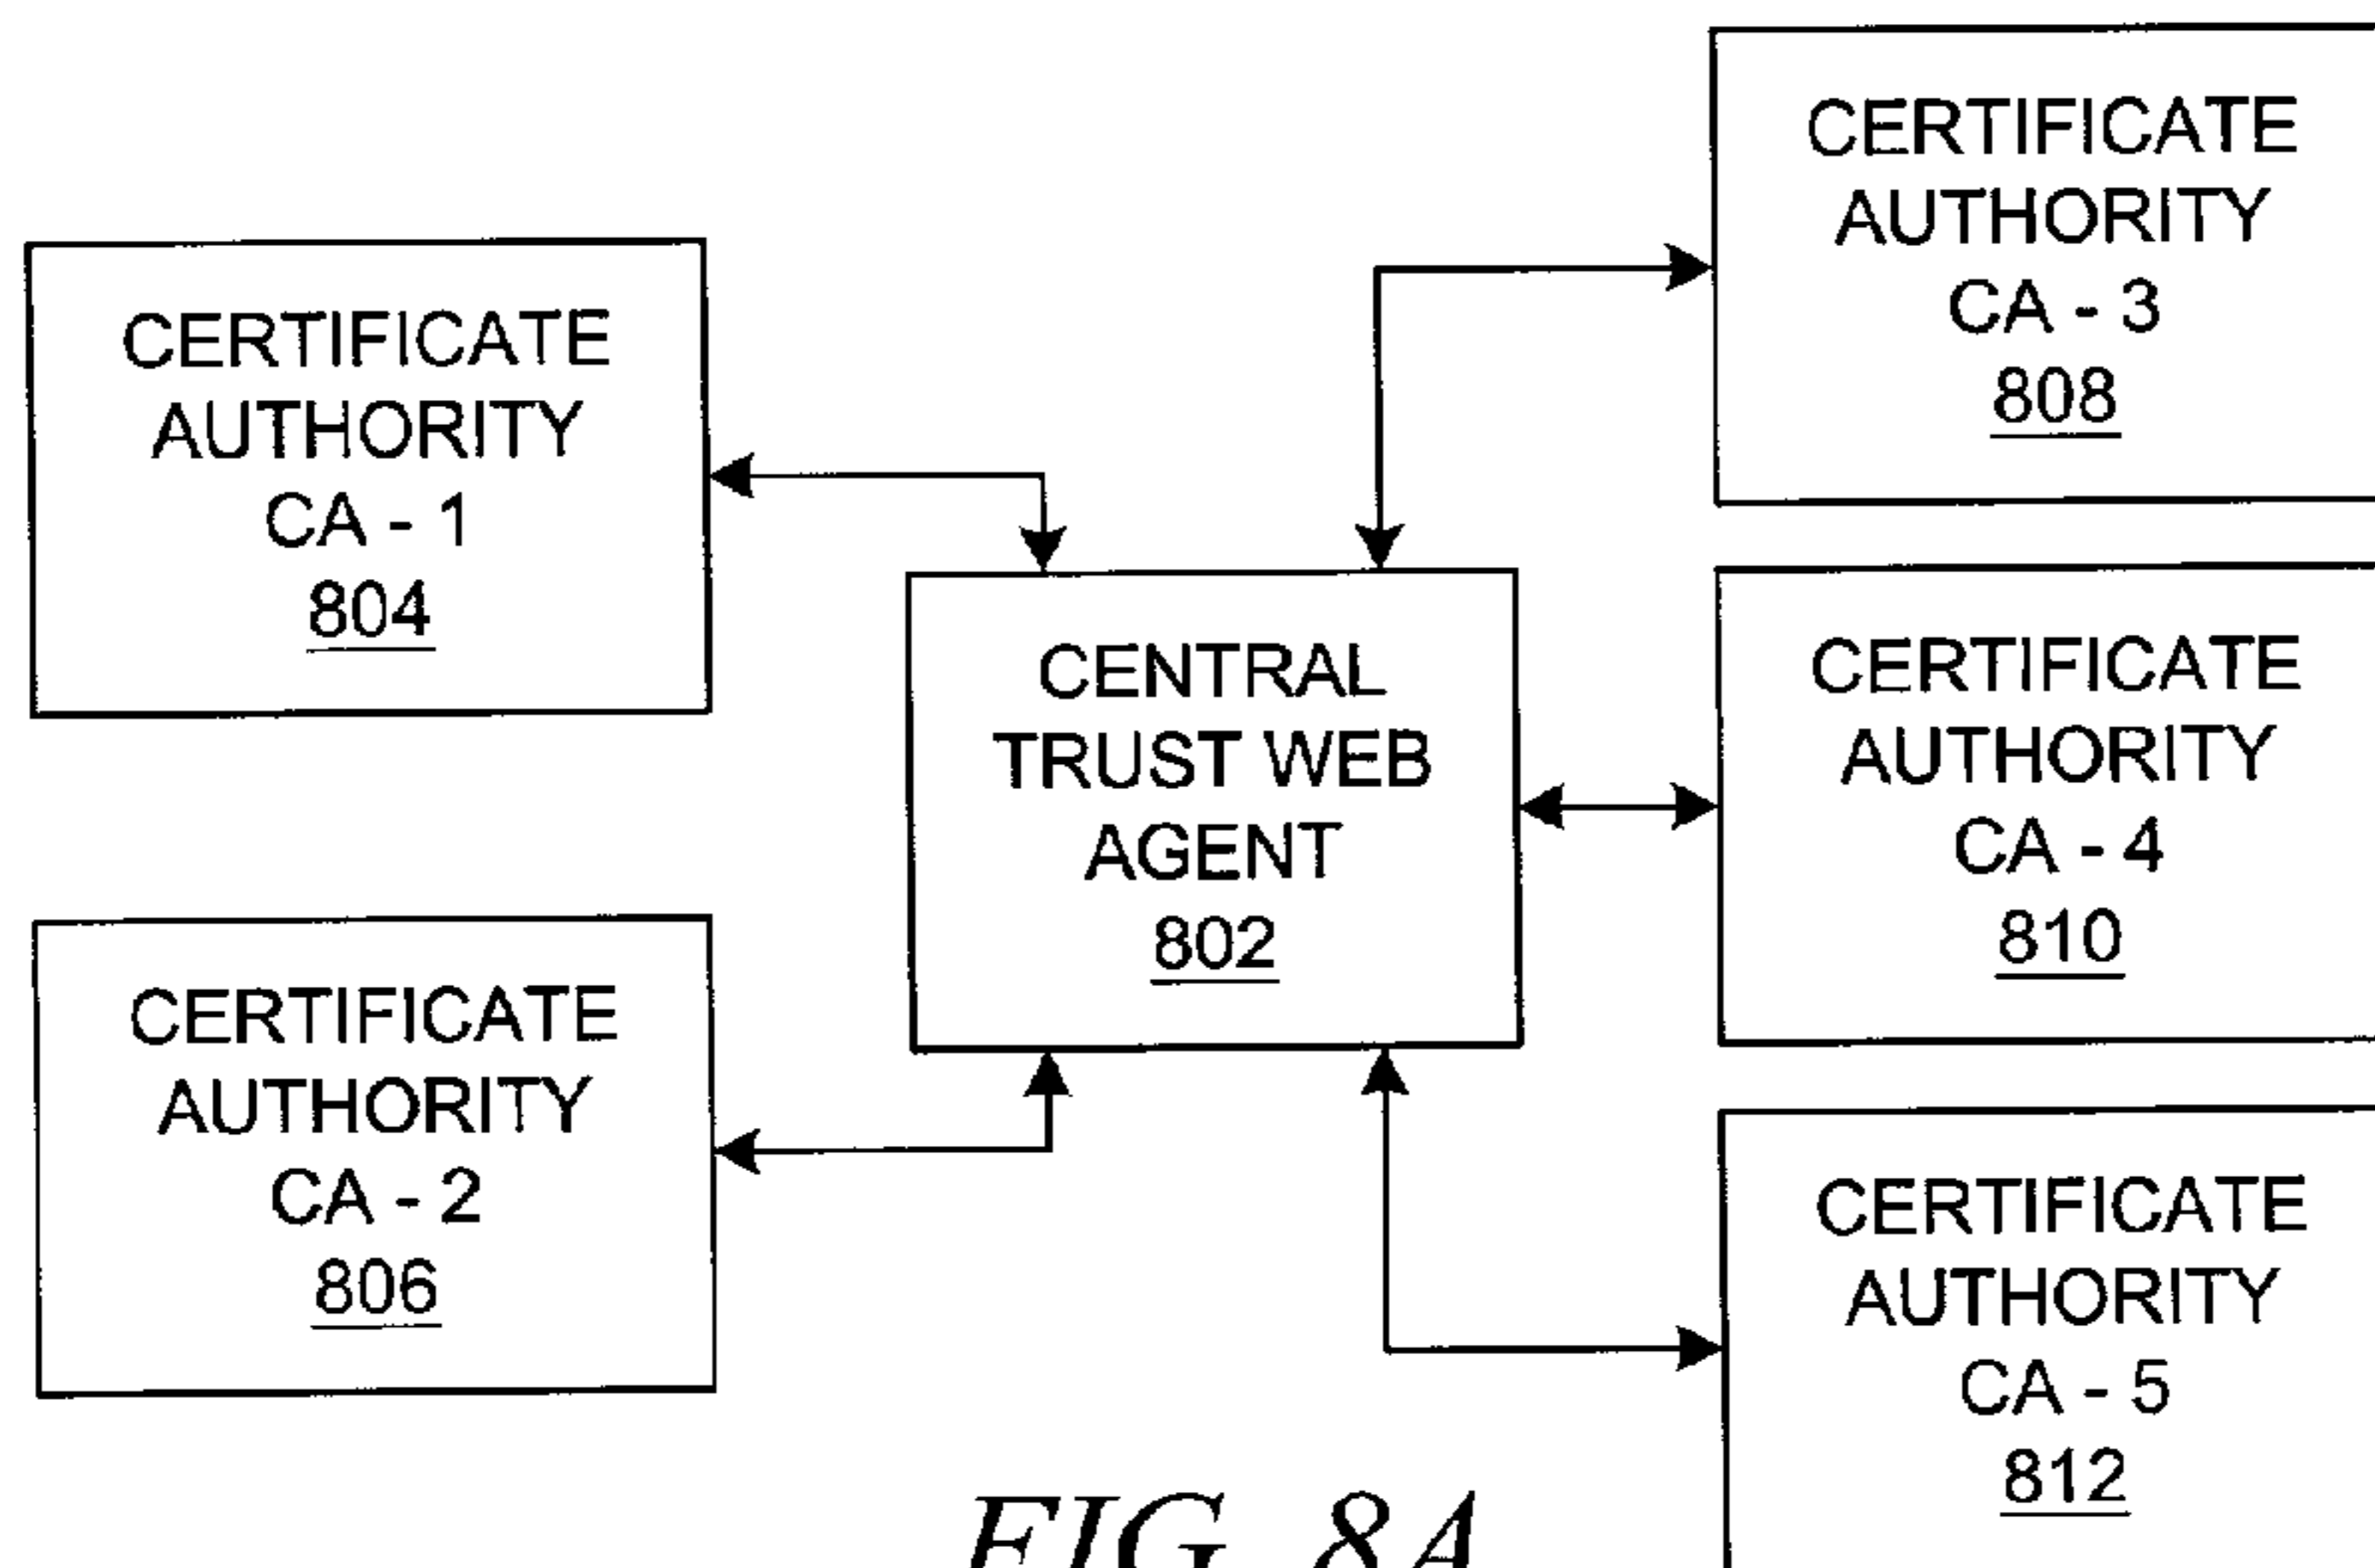 CERTIFICATE
AUTHORITY
CA - 1
804
CERTIFICATE
AUTHORITY
CA - 2
806
CENTRAL
TRUST WEB
AGENT
802
CERTIFICATE
AUTHORITY
CA - 3
808
CERTIFICATE
AUTHORITY
CA - 4
810
CERTIFICATE
AUTHORITY
CA - 5
812
FIG. 8A